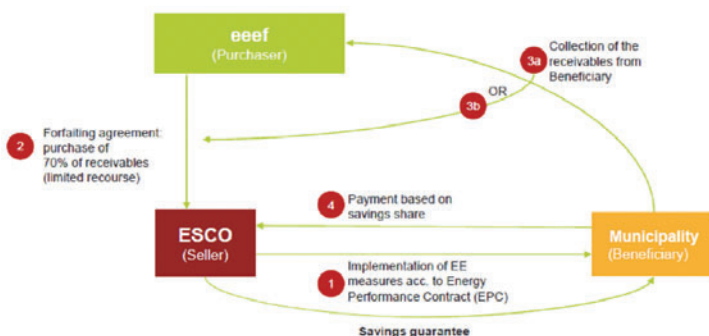 eeef
(Purchaser)
3a
Collection of the
receivables from
Beneficiary
OR
3b
2
Forfaiting agreement:
purchase of
70% of receivables
(limited recourse)
4
Payment based on
savings share
ESCO
(Seller)
Municipality
(Beneficiary)
1
Implementation of EE
measures acc. to Energy
Performance Contract (EPC)
Savings guarantee